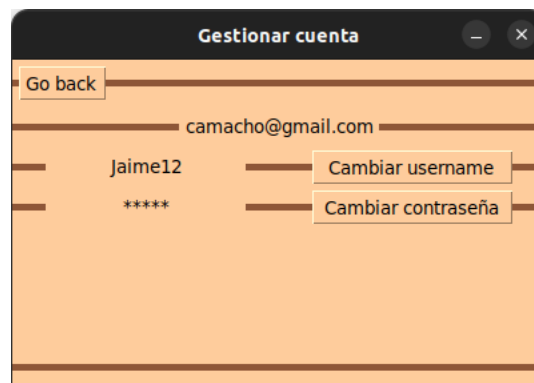 Gestionar cuenta
Go back
camacho@gmail.com
Jaime12 Cambiar username
***** Cambiar contraseña